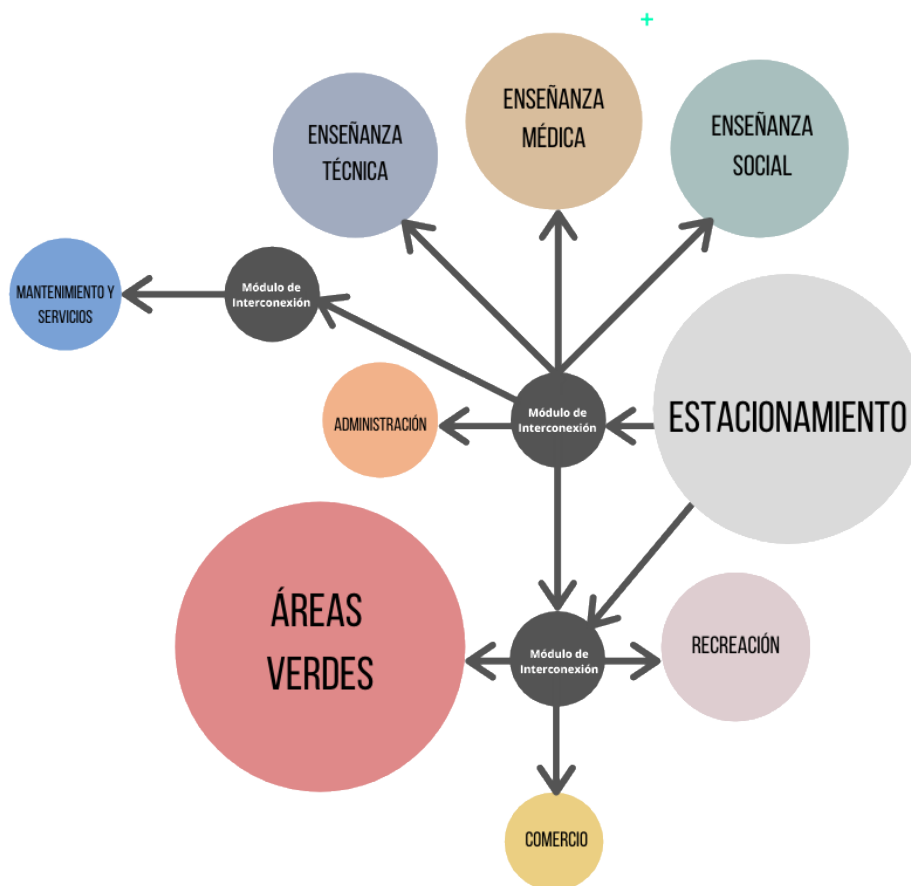 ENSEÑANZA
TÉCNICA
ENSEÑANZA
MÉDICA
ENSEÑANZA
SOCIAL
MANTENIMIENTO Y
SERVICIOS
Módulo de
Interconexión
ADMINISTRACIÓN
Módulo de
Interconexión
ESTACIONAMIENTO
ÁREAS
VERDES
Módulo de
Interconexión
RECREACIÓN
COMERCIO